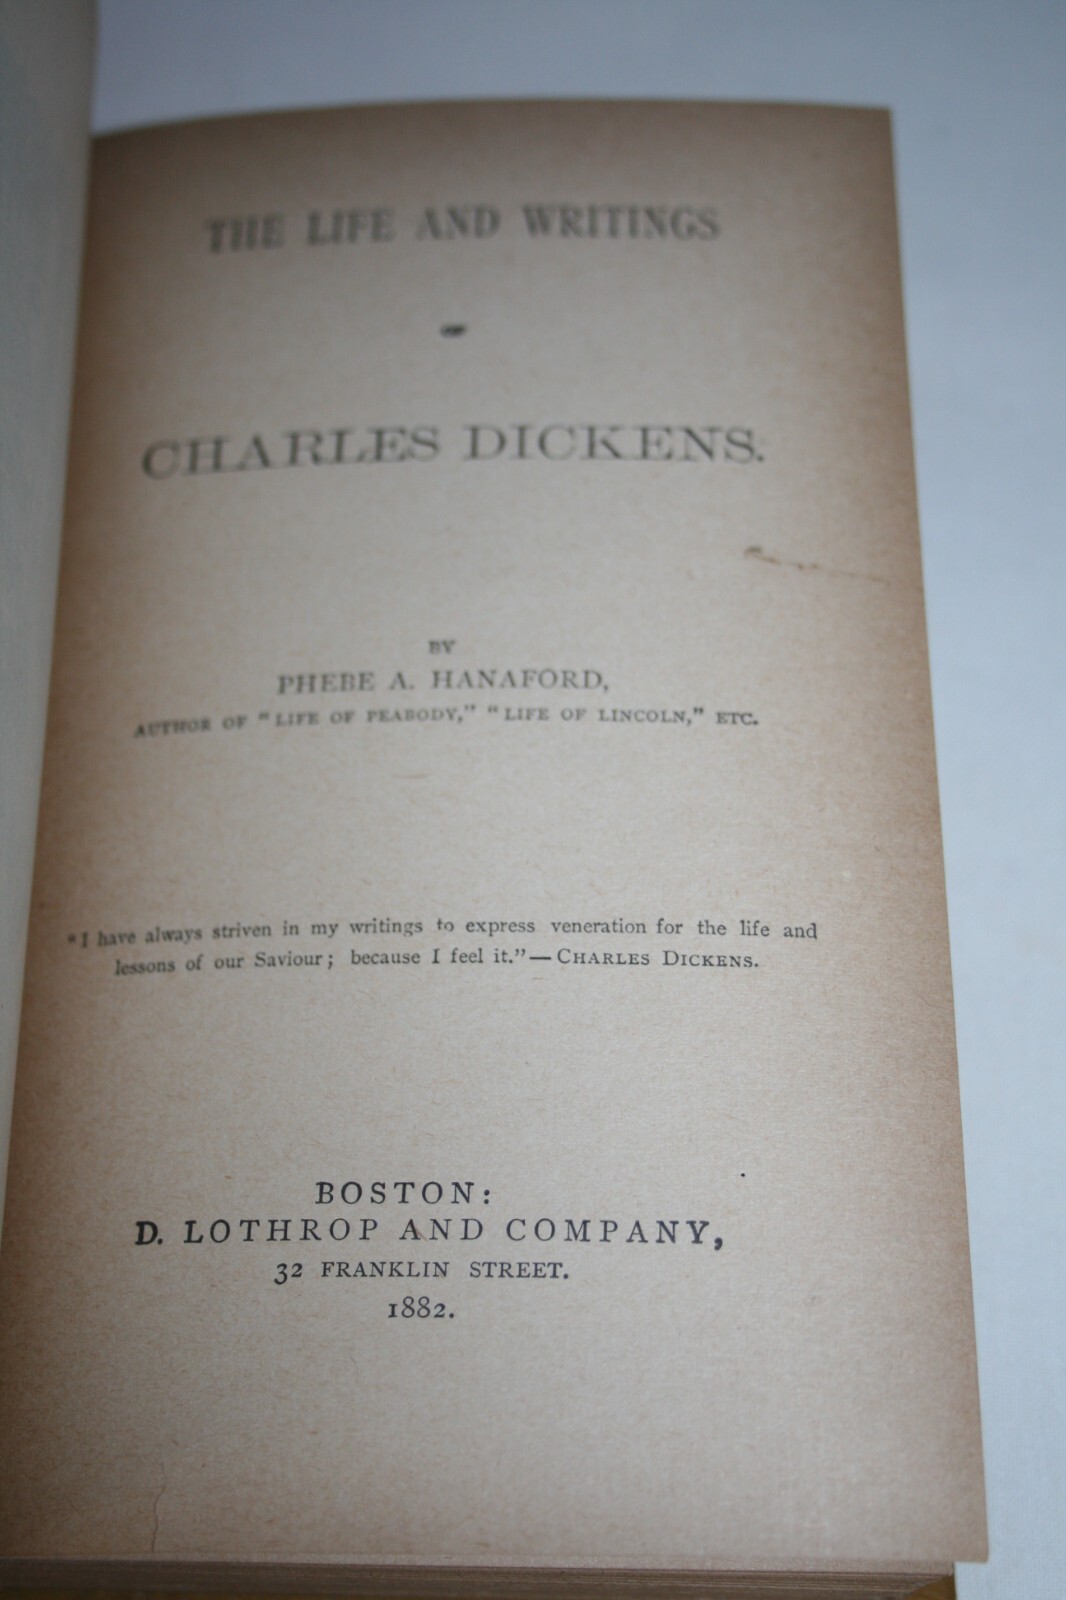 THE LIFE AND WRITINGS
OF
CHARLES DICKENS.
BY
PHEBE A. HANAFORD,
AUTHOR OF "LIFE OF PEABODY," "LIFE OF LINCOLN," ETC.
"I have always striven in my writings to express veneration for the life and
lessons of our Saviour; because I feel it."—CHARLES DICKENS.
BOSTON:
D. LOTHROP AND COMPANY,
32 FRANKLIN STREET.
1882.